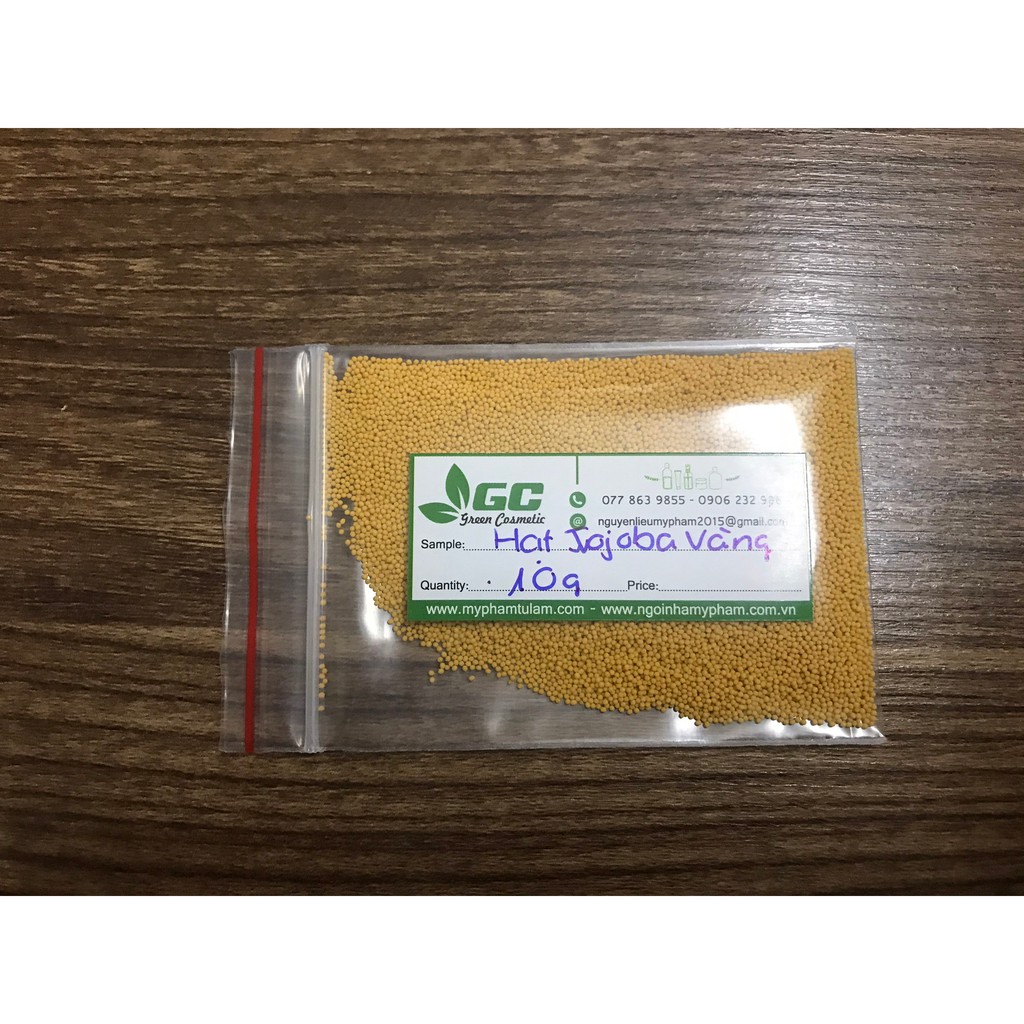 GC
Green Cosmetic
077 863 9855 - 0906 232
@ nguyenlieumypham2015@gmail.com
Sample: Hạt Jojoba Vàng
Quantity: 10g Price:
www.myphamtulam.com - www.ngoinhamypham.com.vn